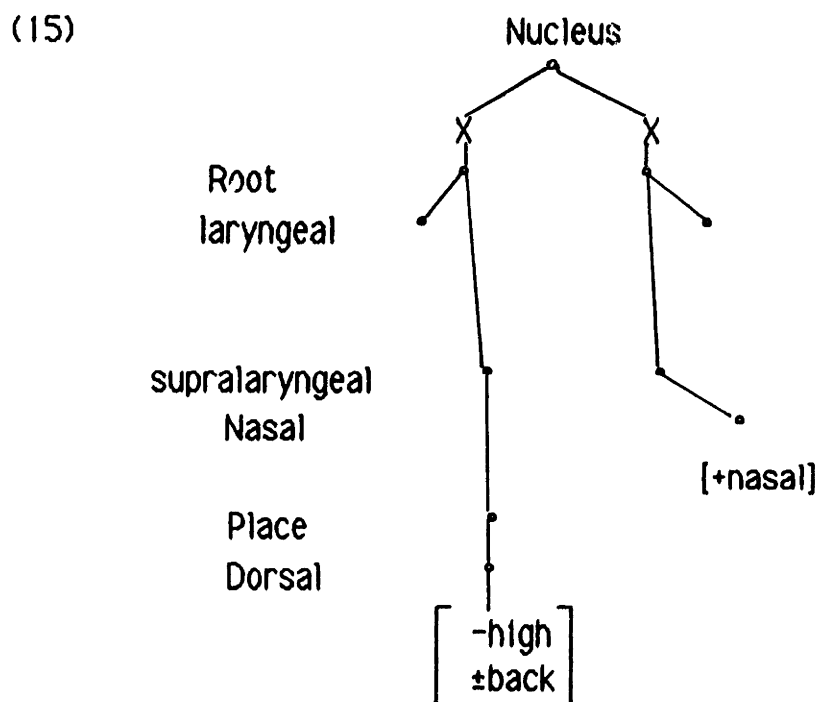 (15)
Nucleus
X X
Root
laryngeal
supralaryngeal
Nasal
[+nasal]
Place
Dorsal
-high
±back